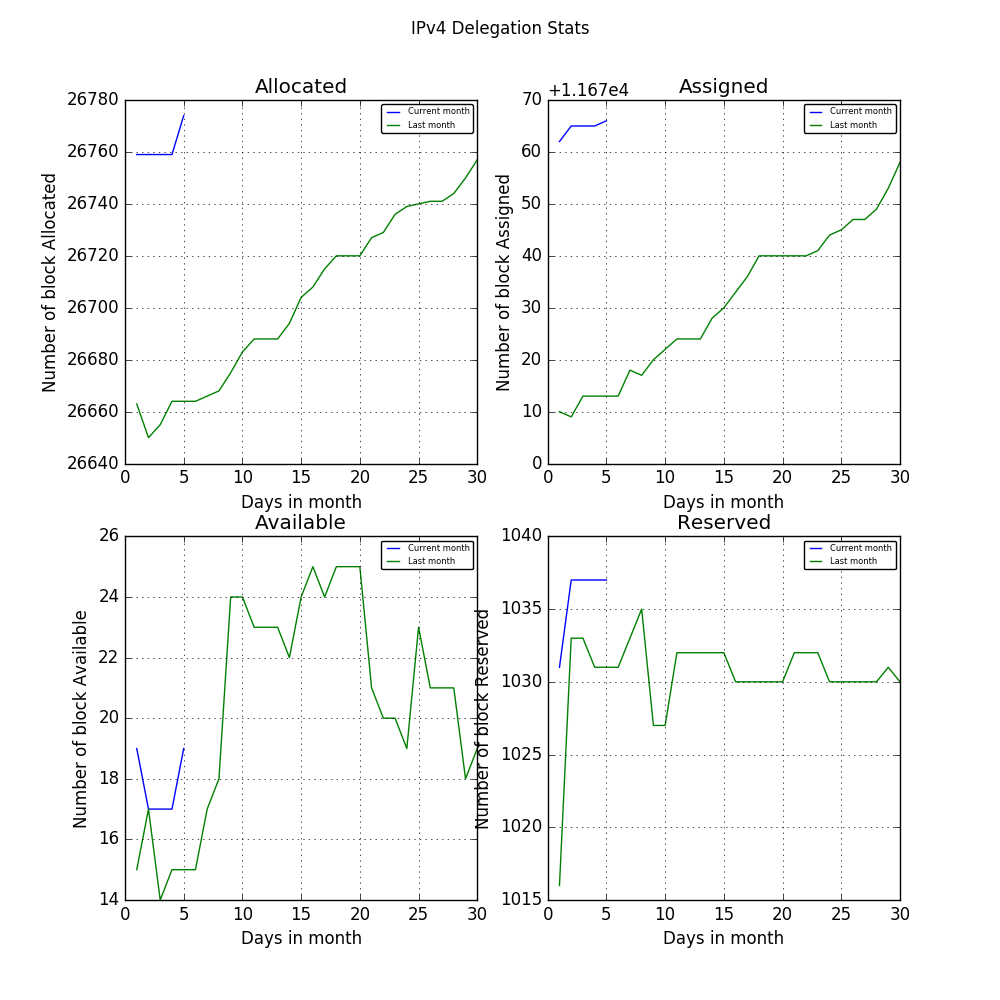 IPv4 Delegation Stats
Allocated
Number of block Allocated
26780
26760
26740
26720
26700
26680
26660
26640
0 5 10 15 20 25 30
Days in month
Current month
Last month
Assigned
+1.167e4
Number of block Assigned
70
60
50
40
30
20
10
0
0 5 10 15 20 25 30
Days in month
Current month
Last month
Available
Number of block Available
26
24
22
20
18
16
14
0 5 10 15 20 25 30
Days in month
Current month
Last month
Reserved
Number of block Reserved
1040
1035
1030
1025
1020
1015
0 5 10 15 20 25 30
Days in month
Current month
Last month